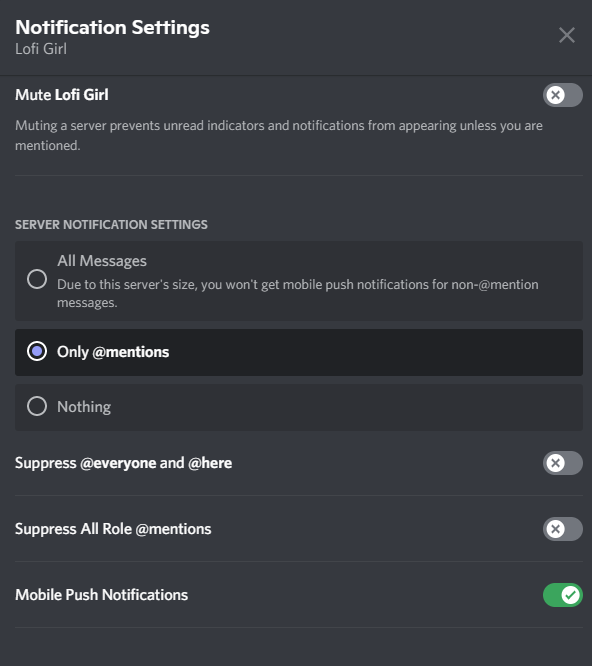 Notification Settings
Lofi Girl
Mute Lofi Girl
Muting a server prevents unread indicators and notifications from appearing unless you are
mentioned.
SERVER NOTIFICATION SETTINGS
All Messages
Due to this server's size, you won't get mobile push notifications for non-@mention
messages.
Only @mentions
Nothing
Suppress @everyone and @here
Suppress All Role @mentions
Mobile Push Notifications